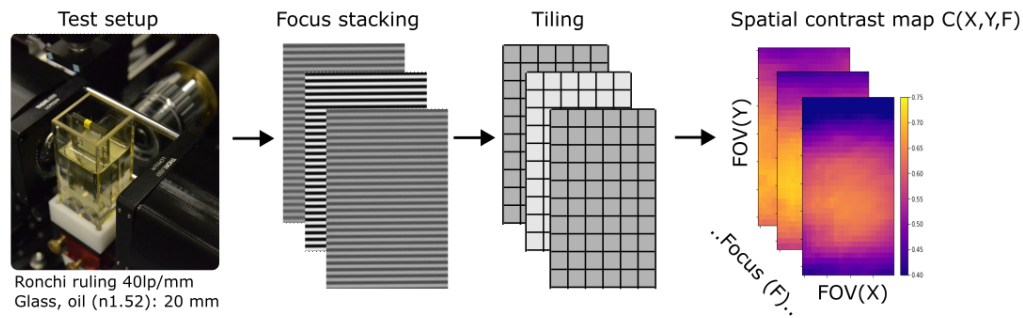 Test setup
Focus stacking
Tiling
Spatial contrast map C(X,Y,F)
THORLABS
Ronchi ruling 40lp/mm
Glass, oil (n1.52): 20 mm
FOV(Y)
..Focus (F)..
FOV(X)
0.75
0.70
0.65
0.60
0.55
0.50
0.45
0.40